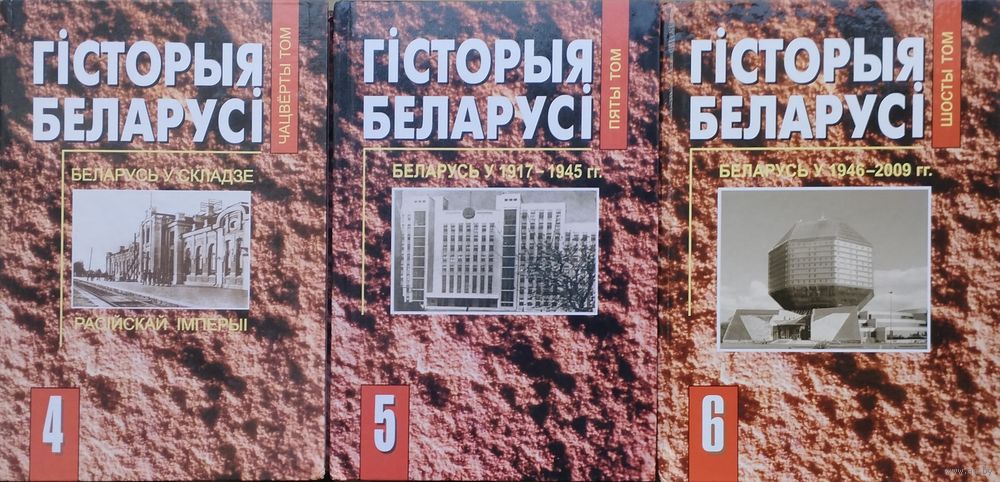 ГІСТОРЫЯ
БЕЛАРУСІ
ЧАЦВЁРТЫ ТОМ
БЕЛАРУСЬ У СКЛАДЗЕ
РАСІЙСКАЙ ІМПЕРЫІ
4
ГІСТОРЫЯ
БЕЛАРУСІ
ПЯТЫ ТОМ
БЕЛАРУСЬ У 1917–1945 гг.
5
ГІСТОРЫЯ
БЕЛАРУСІ
ШОСТЫ ТОМ
БЕЛАРУСЬ У 1946–2009 гг.
6